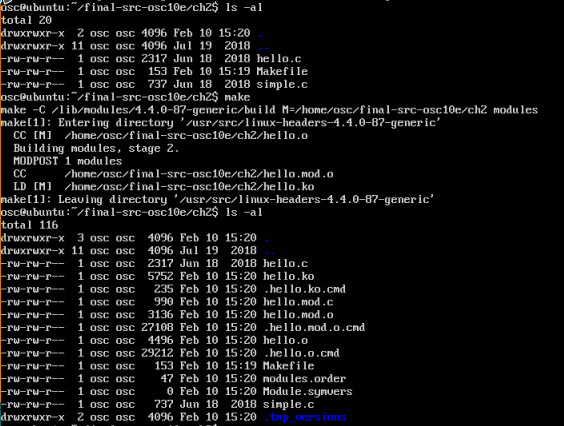 osc@ubuntu:~/final-src-osc10e/ch2$ ls -al
total 20
drwxrwxr-x  2 osc osc 4096 Feb 10 15:20 .
drwxrwxr-x 11 osc osc 4096 Jul 19  2018 ..
-rw-rw-r--  1 osc osc 2317 Jun 18  2018 hello.c
-rw-rw-r--  1 osc osc  153 Feb 10 15:19 Makefile
-rw-rw-r--  1 osc osc  737 Jun 18  2018 simple.c
osc@ubuntu:~/final-src-osc10e/ch2$ make
make -C /lib/modules/4.4.0-87-generic/build M=/home/osc/final-src-osc10e/ch2 modules
make[1]: Entering directory '/usr/src/linux-headers-4.4.0-87-generic'
  CC [M]  /home/osc/final-src-osc10e/ch2/hello.o
  Building modules, stage 2.
  MODPOST 1 modules
  CC      /home/osc/final-src-osc10e/ch2/hello.mod.o
  LD [M]  /home/osc/final-src-osc10e/ch2/hello.ko
make[1]: Leaving directory '/usr/src/linux-headers-4.4.0-87-generic'
osc@ubuntu:~/final-src-osc10e/ch2$ ls -al
total 116
drwxrwxr-x  3 osc osc  4096 Feb 10 15:20 .
drwxrwxr-x 11 osc osc  4096 Jul 19  2018 ..
-rw-rw-r--  1 osc osc  2317 Jun 18  2018 hello.c
-rw-rw-r--  1 osc osc  5752 Feb 10 15:20 hello.ko
-rw-rw-r--  1 osc osc   235 Feb 10 15:20 .hello.ko.cmd
-rw-rw-r--  1 osc osc   990 Feb 10 15:20 hello.mod.c
-rw-rw-r--  1 osc osc  3136 Feb 10 15:20 hello.mod.o
-rw-rw-r--  1 osc osc 27108 Feb 10 15:20 .hello.mod.o.cmd
-rw-rw-r--  1 osc osc  4496 Feb 10 15:20 hello.o
-rw-rw-r--  1 osc osc 29212 Feb 10 15:20 .hello.o.cmd
-rw-rw-r--  1 osc osc   153 Feb 10 15:19 Makefile
-rw-rw-r--  1 osc osc    47 Feb 10 15:20 modules.order
-rw-rw-r--  1 osc osc     0 Feb 10 15:20 Module.symvers
-rw-rw-r--  1 osc osc   737 Jun 18  2018 simple.c
drwxrwxr-x  2 osc osc  4096 Feb 10 15:20 .tmp_versions
osc@ubuntu:~/final-src-osc10e/ch2$